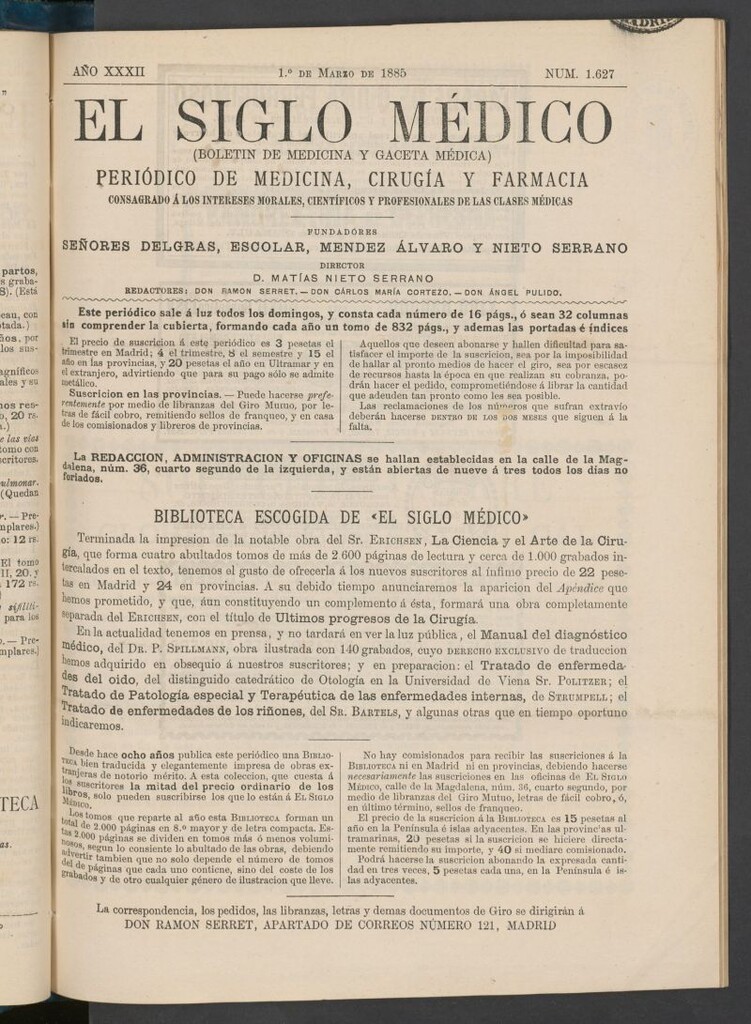 AÑO XXXII
1.º DE MARZO DE 1885
NUM. 1.627
EL SIGLO MÉDICO
(BOLETIN DE MEDICINA Y GACETA MÉDICA)
PERIÓDICO DE MEDICINA, CIRUGÍA Y FARMACIA
CONSAGRADO Á LOS INTERESES MORALES, CIENTÍFICOS Y PROFESIONALES DE LAS CLASES MÉDICAS
FUNDADORES
SEÑORES DELGRAS, ESCOLAR, MENDEZ ÁLVARO Y NIETO SERRANO
DIRECTOR
D. MATÍAS NIETO SERRANO
REDACTORES: DON RAMON SERRET.—DON CÁRLOS MARÍA CORTEZO.—DON ÁNGEL PULIDO.
Este periódico sale á luz todos los domingos, y consta cada número de 16 págs., ó sean 32 columnas
sin comprender la cubierta, formando cada año un tomo de 832 págs., y ademas las portadas é índices
El precio de suscricion á este periódico es 3 pesetas el
trimestre en Madrid; 4 el trimestre, 8 el semestre y 15 el
año en las provincias, y 20 pesetas el año en Ultramar y en
el extranjero, advirtiendo que para su pago sólo se admite
metálico.
Suscricion en las provincias.—Puede hacerse prefe-
rentemente por medio de libranzas del Giro Mutuo, por le-
tras de fácil cobro, remitiendo sellos de franqueo, y en casa
de los comisionados y libreros de provincias.
Aquellos que deseen abonarse y hallen dificultad para sa-
tisfacer el importe de la suscricion, sea por la imposibilidad
de hallar al pronto medios de hacer el giro, sea por escasez
de recursos hasta la época en que realizan su cobranza, po-
drán hacer el pedido, comprometiéndose á librar la cantidad
que adeuden tan pronto como les sea posible.
Las reclamaciones de los números que sufran extravío
deberán hacerse DENTRO DE LOS DOS MESES que siguen á la
falta.
La REDACCION, ADMINISTRACION Y OFICINAS se hallan establecidas en la calle de la Mag-
dalena, núm. 36, cuarto segundo de la izquierda, y están abiertas de nueve á tres todos los dias no
feriados.
BIBLIOTECA ESCOGIDA DE «EL SIGLO MÉDICO»
Terminada la impresion de la notable obra del Sr. ERICHSEN, La Ciencia y el Arte de la Ciru-
gía, que forma cuatro abultados tomos de más de 2 600 páginas de lectura y cerca de 1.000 grabados in-
tercalados en el texto, tenemos el gusto de ofrecerla á los nuevos suscritores al ínfimo precio de 22 pese-
tas en Madrid y 24 en provincias. A su debido tiempo anunciaremos la aparicion del Apéndice que
hemos prometido, y que, áun constituyendo un complemento á ésta, formará una obra completamente
separada del ERICHSEN, con el título de Ultimos progresos de la Cirugía.
En la actualidad tenemos en prensa, y no tardará en ver la luz pública, el Manual del diagnóstico
médico, del DR. P. SPILLMANN, obra ilustrada con 140 grabados, del cuyo DERECHO EXCLUSIVO de traduccion
hemos adquirido en obsequio á nuestros suscritores; y en preparacion: el Tratado de enfermeda-
des del oido, del distinguido catedrático de Otología en la Universidad de Viena SR. POLITZER; el
Tratado de Patología especial y Terapéutica de las enfermedades internas, de STRUMPELL; el
Tratado de enfermedades de los riñones, del SR. BARTELS, y algunas otras que en tiempo oportuno
indicaremos.
Desde hace ocho años publica este periódico una BIBLIO-
TECA bien traducida y elegantemente impresa de obras ex-
tranjeras de notorio mérito. A esta coleccion, que cuesta á
los suscritores la mitad del precio ordinario de los
libros, solo pueden suscribirse los que lo están á EL SIGLO
MÉDICO.
Los tomos que reparte al año esta BIBLIOTECA forman un
total de 2.000 páginas en 8.º mayor y de letra compacta. Es-
tas 2.000 páginas se dividen en tomos más ó menos volumi-
nosos, segun lo consiente lo abultado de las obras, debiendo
advertir tambien que no solo depende el número de tomos
del de páginas que cada uno contiene, sino del coste de los
grabados y de otro cualquier género de ilustracion que lleve.
No hay comisionados para recibir las suscriciones á la
BIBLIOTECA ni en Madrid ni en provincias, debiendo hacerse
necesariamente las suscriciones en las oficinas de EL SIGLO
MÉDICO, calle de la Magdalena, núm. 36, cuarto segundo, por
medio de libranzas del Giro Mutuo, letras de fácil cobro, ó,
en último término, sellos de franqueo.
El precio de la suscricion á la BIBLIOTECA es 15 pesetas al
año en la Península é islas adyacentes. En las provincias ul-
tramarinas, 20 pesetas si la suscricion se hiciere directa-
mente remitiendo su importe, y 40 si mediare comisionado.
Podrá hacerse la suscricion abonando la expresada canti-
dad en tres veces, 5 pesetas cada una, en la Península é is-
las adyacentes.
La correspondencia, los pedidos, las libranzas, letras y demas documentos de Giro se dirigirán á
DON RAMON SERRET, APARTADO DE CORREOS NÚMERO 121, MADRID